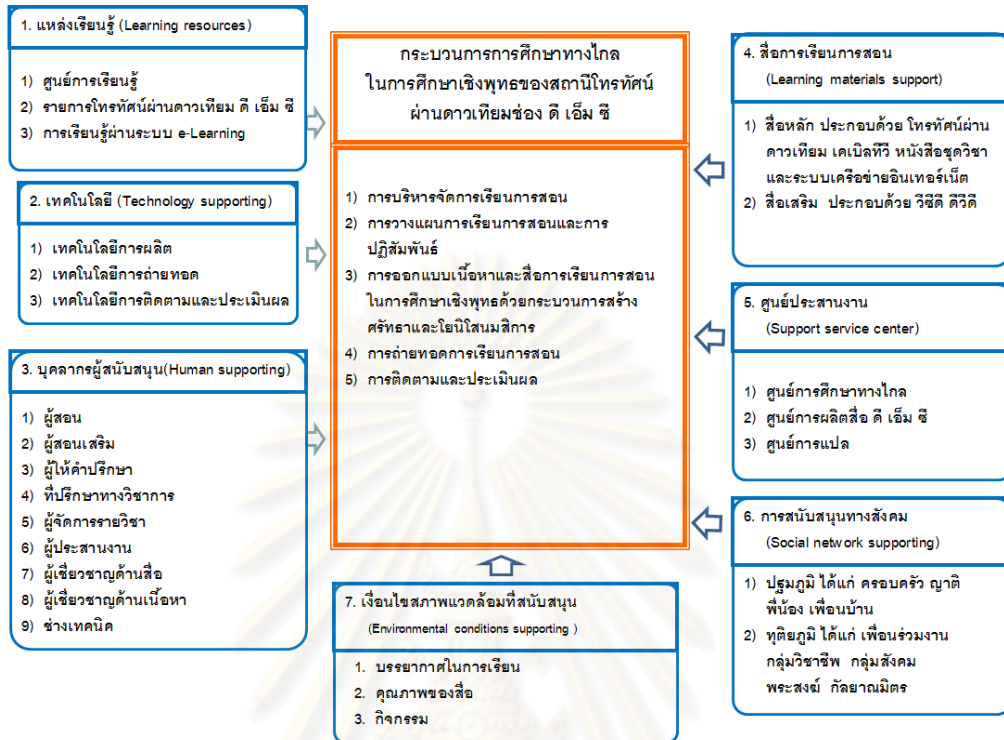 1. แหล่งเรียนรู้ (Learning resources)
1) ศูนย์การเรียนรู้
2) รายการโทรทัศน์ผ่านดาวเทียม ดี เอ็ม ซี
3) การเรียนรู้ผ่านระบบ e-Learning
2. เทคโนโลยี (Technology supporting)
1) เทคโนโลยีการผลิต
2) เทคโนโลยีการถ่ายทอด
3) เทคโนโลยีการติดตามและประเมินผล
3. บุคลากรผู้สนับสนุน(Human supporting)
1) ผู้สอน
2) ผู้สอนเสริม
3) ผู้ให้คำปรึกษา
4) ที่ปรึกษาทางวิชาการ
5) ผู้จัดการรายวิชา
6) ผู้ประสานงาน
7) ผู้เชี่ยวชาญด้านสื่อ
8) ผู้เชี่ยวชาญด้านเนื้อหา
9) ช่างเทคนิค
กระบวนการการศึกษาทางไกล
ในการศึกษาเชิงพุทธของสถานีโทรทัศน์
ผ่านดาวเทียมช่อง ดี เอ็ม ซี
1) การบริหารจัดการเรียนการสอน
2) การวางแผนการเรียนการสอนและการ
ปฏิสัมพันธ์
3) การออกแบบเนื้อหาและสื่อการเรียนการสอน
ในการศึกษาเชิงพุทธด้วยกระบวนการสร้าง
ศรัทธาและโยนิโสนมสิการ
4) การถ่ายทอดการเรียนการสอน
5) การติดตามและประเมินผล
4. สื่อการเรียนการสอน
(Learning materials support)
1) สื่อหลัก ประกอบด้วย โทรทัศน์ผ่าน
ดาวเทียม เคเบิลทีวี หนังสือชุดวิชา
และระบบเครือข่ายอินเทอร์เน็ต
2) สื่อเสริม ประกอบด้วย วีซีดี ดีวีดี
5. ศูนย์ประสานงาน
(Support service center)
1) ศูนย์การศึกษาทางไกล
2) ศูนย์การผลิตสื่อ ดี เอ็ม ซี
3) ศูนย์การแปล
6. การสนับสนุนทางสังคม
(Social network supporting)
1) ปฐมภูมิ ได้แก่ ครอบครัว ญาติ
พี่น้อง เพื่อนบ้าน
2) ทุติยภูมิ ได้แก่ เพื่อนร่วมงาน
กลุ่มวิชาชีพ กลุ่มสังคม
พระสงฆ์ กัลยาณมิตร
7. เงื่อนไขสภาพแวดล้อมที่สนับสนุน
(Environmental conditions supporting )
1. บรรยากาศในการเรียน
2. คุณภาพของสื่อ
3. กิจกรรม